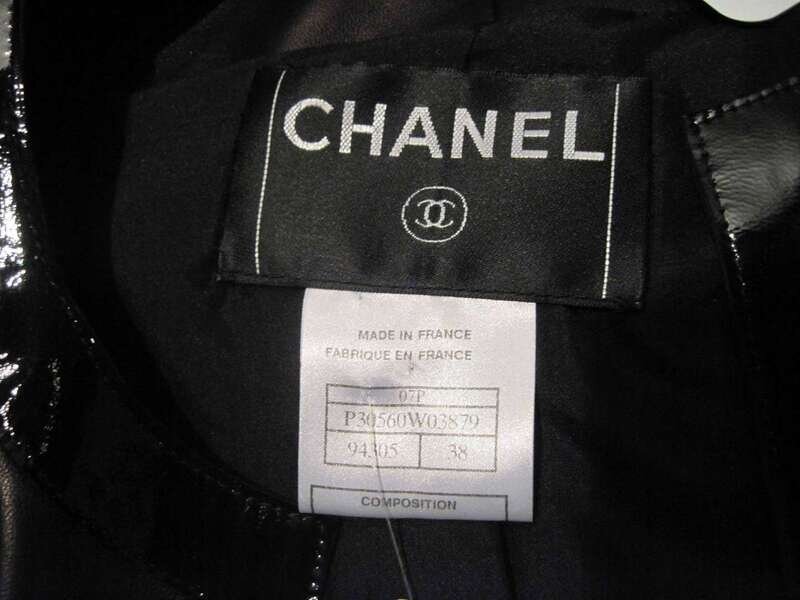 CHANEL
MADE IN FRANCE
FABRIQUE EN FRANCE
07P
P30560W03879
94305 38
COMPOSITION